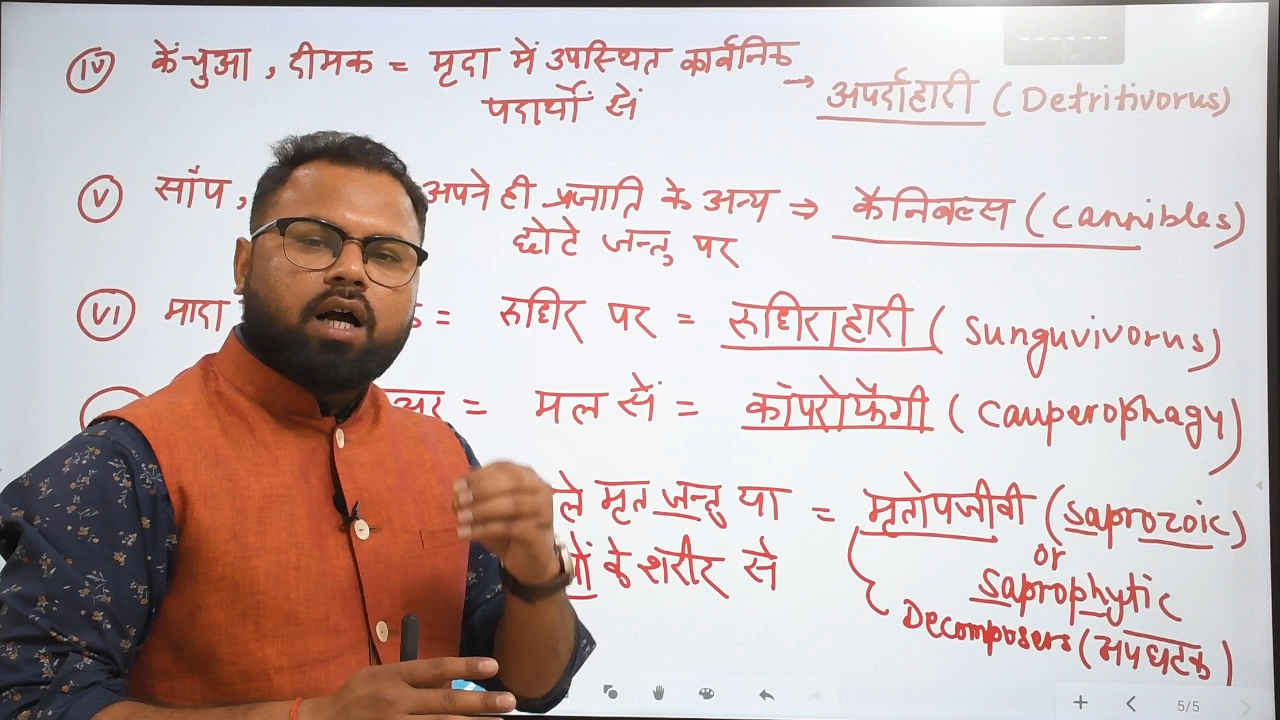 iv केंचुआ , दीमक = मृदा में उपस्थित कार्बनिक
पदार्थों सें → अपर्दाहारी ( Detritivorus)
v सांप, अपने ही प्रजाति के अन्य ⇒ कैनिबल्स ( cannibles)
छोटे जन्तु पर
vi मादा = रुधिर पर = रुधिराहारी ( Sunguvivorus)
= मल सें = कॉपरोफेगी ( Cauperophagy)
मृत जन्तु या = मृतोपजीवी ( Saprozoic)
के शरीर से or
Saprophytic
Decomposers ( अपघटक )
5/5